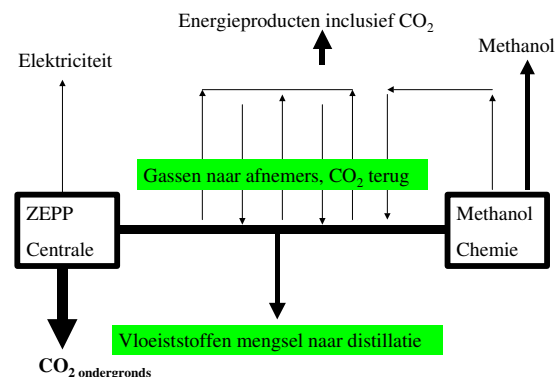 Energieproducten inclusief CO₂
Methanol
Elektriciteit
Gassen naar afnemers, CO₂ terug
ZEPP
Centrale
Methanol
Chemie
Vloeiststoffen mengsel naar distillatie
CO₂ ondergronds